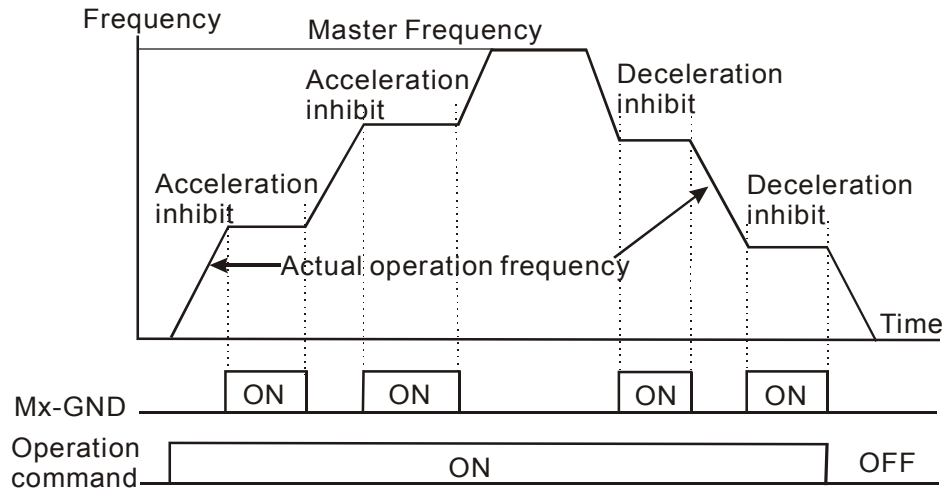 Frequency
Master Frequency
Acceleration
inhibit
Deceleration
inhibit
Acceleration
inhibit
Deceleration
inhibit
Actual operation frequency
Time
Mx-GND
ON
ON
ON
ON
Operation
command
ON
OFF